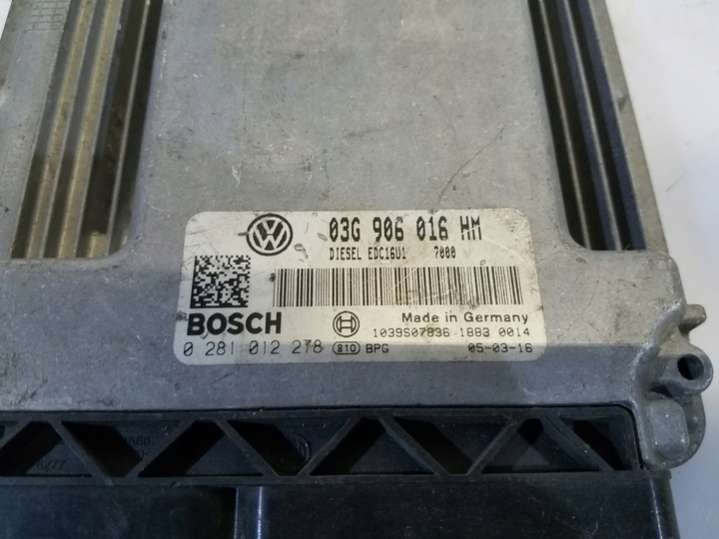 03G 906 016 HM
DIESEL EDC16U1 7000
BOSCH
Made in Germany
1039S07836 1883 0014
0 281 012 278 810 BPG 05-03-16